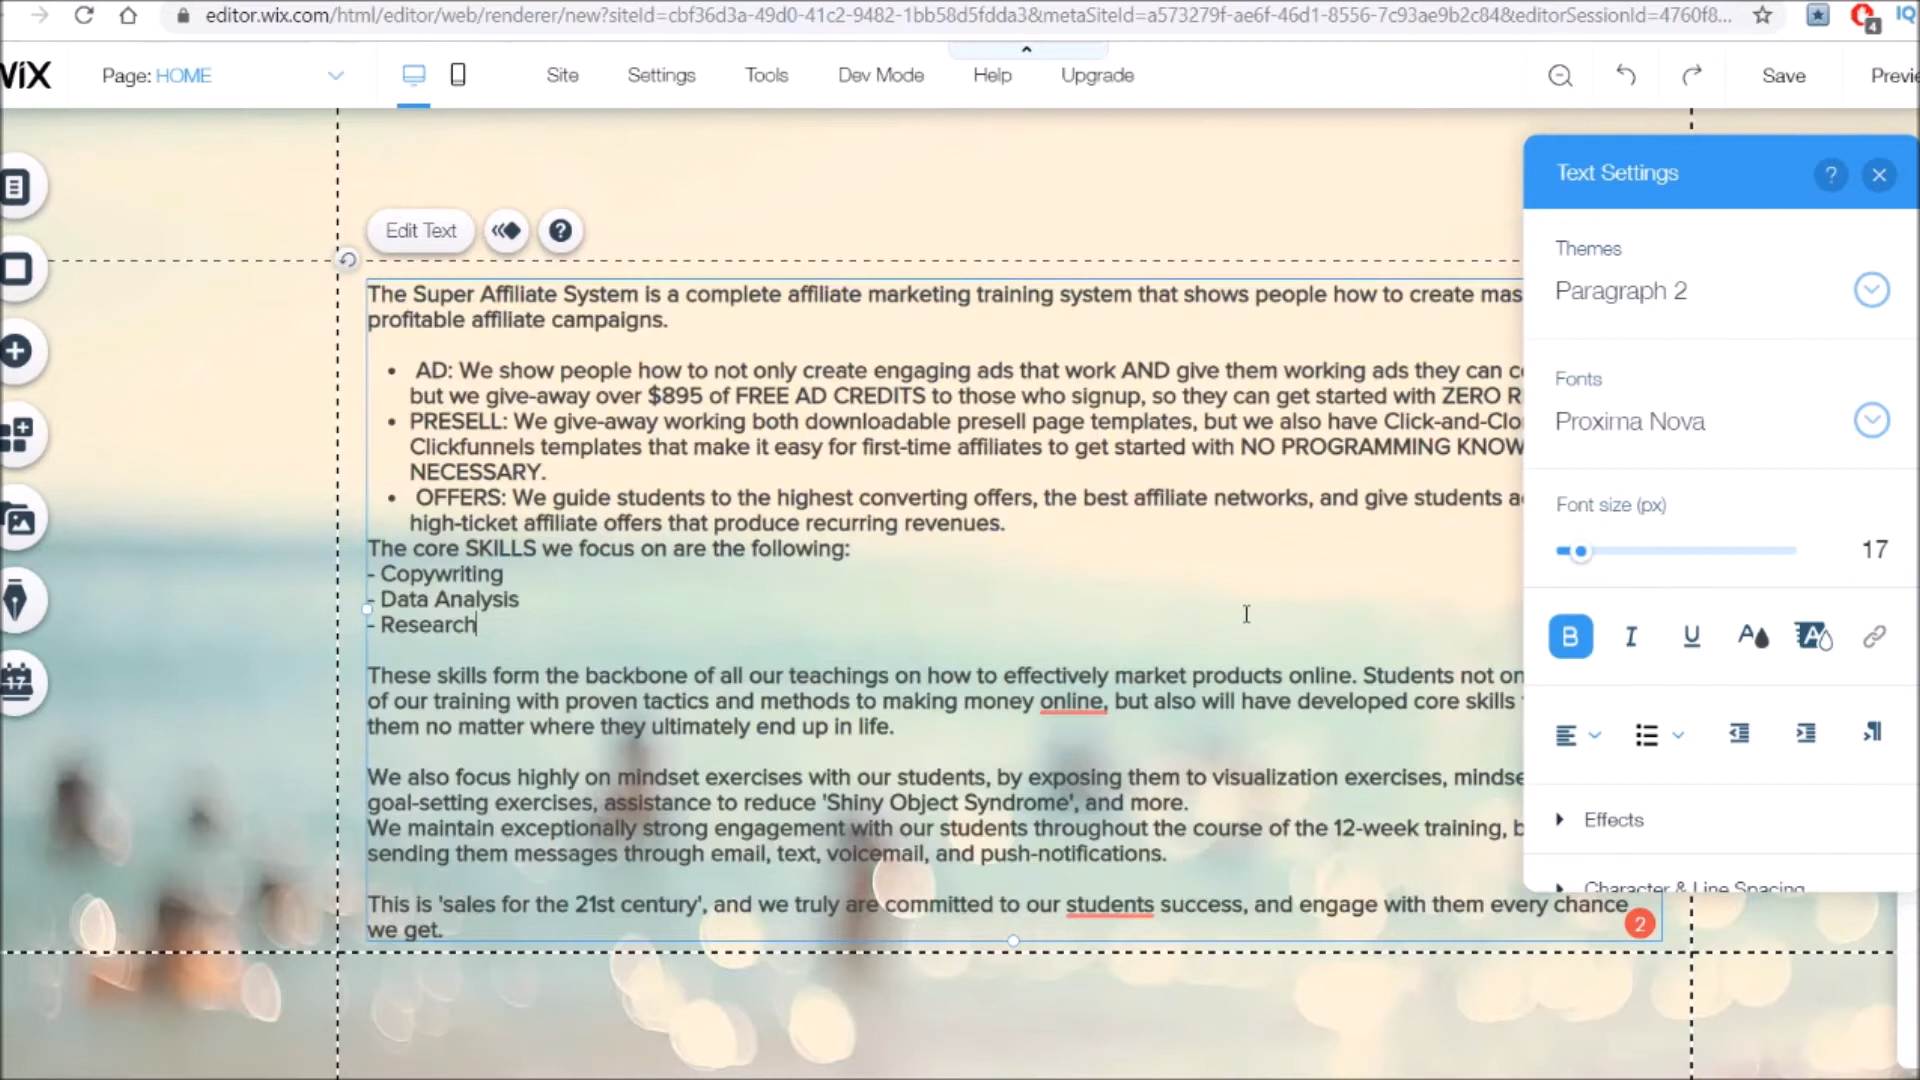 editor.wix.com/html/editor/web/renderer/new?siteId=cbf36d3a-49d0-41c2-9482-1bb58d5fdda3&metaSiteId=a573279f-ae6f-46d1-8556-7c93ae9b2c84&editorSessionId=4760f8...
4
IQ
WIX
Page: HOME
Site
Settings
Tools
Dev Mode
Help
Upgrade
Save
Previe
Edit Text
?
Text Settings
?
Themes
Paragraph 2
Fonts
Proxima Nova
Font size (px)
17
B
I
U
A
A
Effects
Character & Line Spacing
17
The Super Affiliate System is a complete affiliate marketing training system that shows people how to create mas
profitable affiliate campaigns.
• AD: We show people how to not only create engaging ads that work AND give them working ads they can c
but we give-away over $895 of FREE AD CREDITS to those who signup, so they can get started with ZERO R
• PRESELL: We give-away working both downloadable presell page templates, but we also have Click-and-Clo
Clickfunnels templates that make it easy for first-time affiliates to get started with NO PROGRAMMING KNOW
NECESSARY.
• OFFERS: We guide students to the highest converting offers, the best affiliate networks, and give students a
high-ticket affiliate offers that produce recurring revenues.
The core SKILLS we focus on are the following:
- Copywriting
- Data Analysis
- Research
These skills form the backbone of all our teachings on how to effectively market products online. Students not on
of our training with proven tactics and methods to making money online, but also will have developed core skills
them no matter where they ultimately end up in life.
We also focus highly on mindset exercises with our students, by exposing them to visualization exercises, mindse
goal-setting exercises, assistance to reduce 'Shiny Object Syndrome', and more.
We maintain exceptionally strong engagement with our students throughout the course of the 12-week training, b
sending them messages through email, text, voicemail, and push-notifications.
This is 'sales for the 21st century', and we truly are committed to our students success, and engage with them every chance
we get.
2